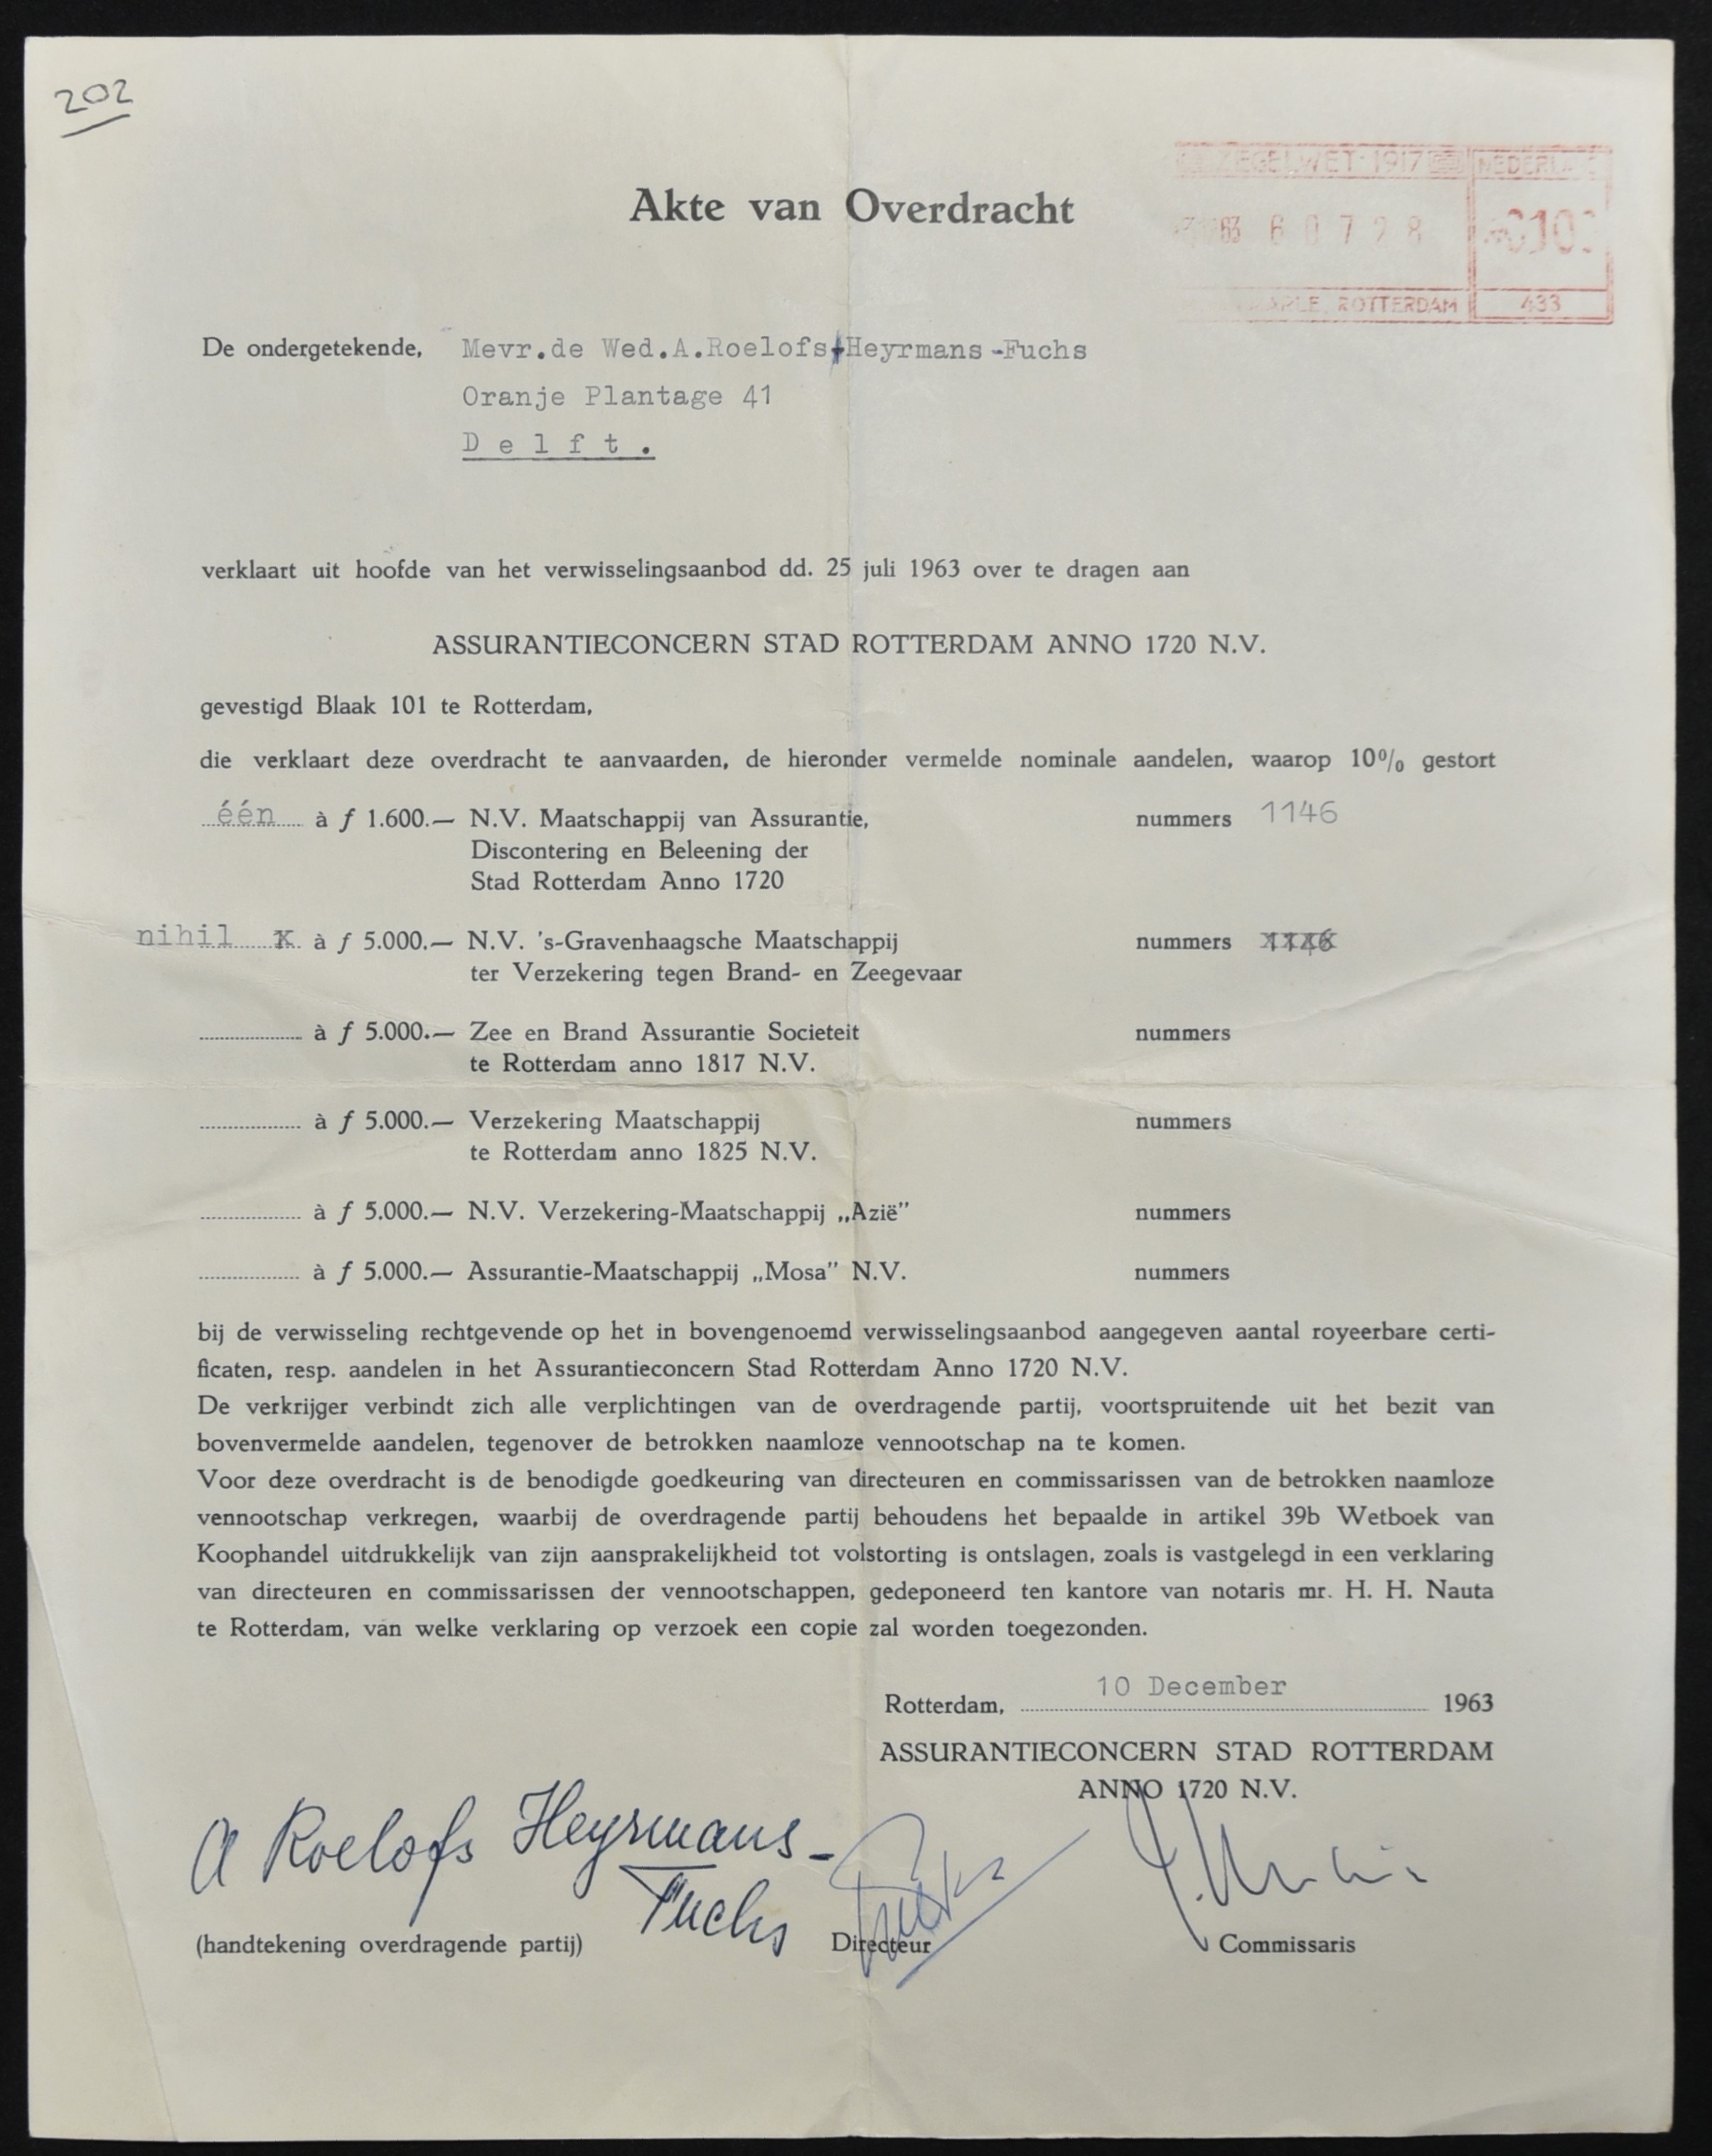 202
ZEGELWET 1917 NEDERLA
63 6 0 7 2 8 010
ROTTERDAM 433
Akte van Overdracht
De ondergetekende, Mevr.de Wed.A.Roelofs-Heyrmans-Fuchs
Oranje Plantage 41
Delft.
verklaart uit hoofde van het verwisselingsaanbod dd. 25 juli 1963 over te dragen aan
ASSURANTIECONCERN STAD ROTTERDAM ANNO 1720 N.V.
gevestigd Blaak 101 te Rotterdam,
die verklaart deze overdracht te aanvaarden, de hieronder vermelde nominale aandelen, waarop 10% gestort
één à ƒ 1.600.— N.V. Maatschappij van Assurantie, nummers 1146
Discontering en Beleening der
Stad Rotterdam Anno 1720
nihil x à ƒ 5.000.— N.V. 's-Gravenhaagsche Maatschappij nummers 1146
ter Verzekering tegen Brand- en Zeegevaar
à ƒ 5.000.— Zee en Brand Assurantie Societeit nummers
te Rotterdam anno 1817 N.V.
à ƒ 5.000.— Verzekering Maatschappij nummers
te Rotterdam anno 1825 N.V.
à ƒ 5.000.— N.V. Verzekering-Maatschappij „Azië” nummers
à ƒ 5.000.— Assurantie-Maatschappij „Mosa” N.V. nummers
bij de verwisseling rechtgevende op het in bovengenoemd verwisselingsaanbod aangegeven aantal royeerbare certi-
ficaten, resp. aandelen in het Assurantieconcern Stad Rotterdam Anno 1720 N.V.
De verkrijger verbindt zich alle verplichtingen van de overdragende partij, voortspruitende uit het bezit van
bovenvermelde aandelen, tegenover de betrokken naamloze vennootschap na te komen.
Voor deze overdracht is de benodigde goedkeuring van directeuren en commissarissen van de betrokken naamloze
vennootschap verkregen, waarbij de overdragende partij behoudens het bepaalde in artikel 39b Wetboek van
Koophandel uitdrukkelijk van zijn aansprakelijkheid tot volstorting is ontslagen, zoals is vastgelegd in een verklaring
van directeuren en commissarissen der vennootschappen, gedeponeerd ten kantore van notaris mr. H. H. Nauta
te Rotterdam, van welke verklaring op verzoek een copie zal worden toegezonden.
Rotterdam, 10 December 1963
ASSURANTIECONCERN STAD ROTTERDAM
ANNO 1720 N.V.
A Roelofs Heyrmans-
Fuchs
(handtekening overdragende partij) Directeur Commissaris